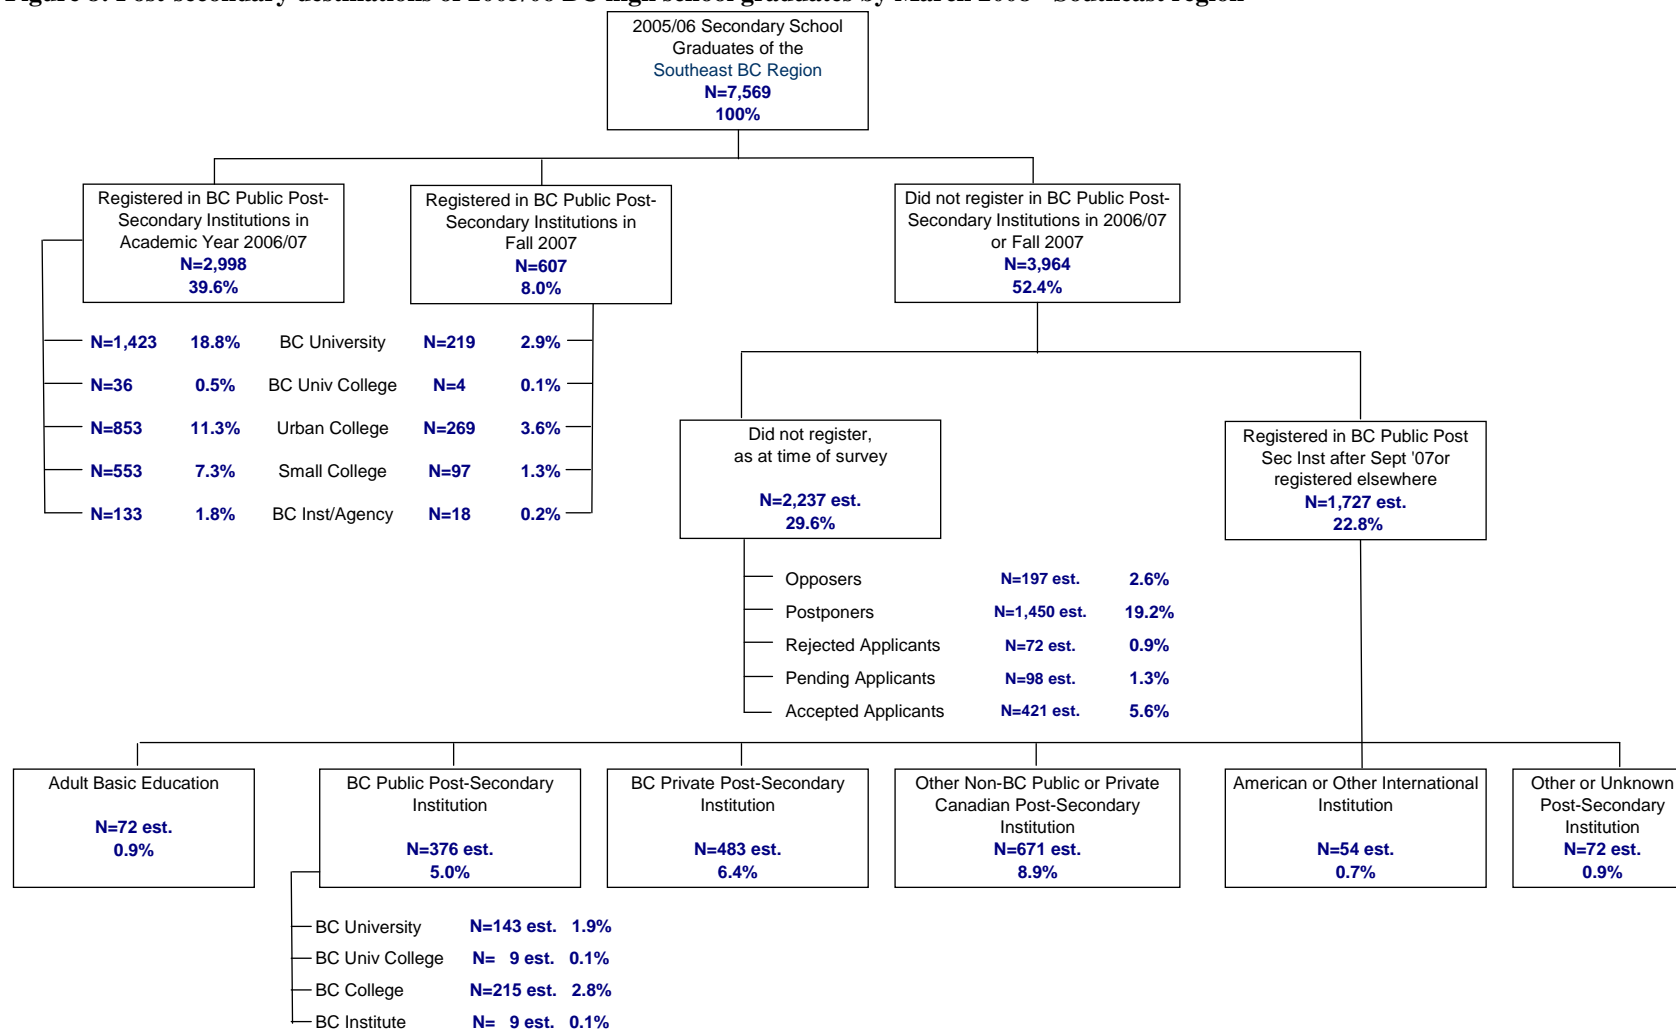 2005/06 Secondary School
Graduates of the
Southeast BC Region
N=7,569
100%
Registered in BC Public Post-
Secondary Institutions in
Academic Year 2006/07
N=2,998
39.6%
Registered in BC Public Post-
Secondary Institutions in
Fall 2007
N=607
8.0%
Did not register in BC Public Post-
Secondary Institutions in 2006/07
or Fall 2007
N=3,964
52.4%
N=1,423 18.8% BC University N=219 2.9%
N=36 0.5% BC Univ College N=4 0.1%
N=853 11.3% Urban College N=269 3.6%
N=553 7.3% Small College N=97 1.3%
N=133 1.8% BC Inst/Agency N=18 0.2%
Did not register,
as at time of survey
N=2,237 est.
29.6%
Registered in BC Public Post
Sec Inst after Sept '07or
registered elsewhere
N=1,727 est.
22.8%
Opposers N=197 est. 2.6%
Postponers N=1,450 est. 19.2%
Rejected Applicants N=72 est. 0.9%
Pending Applicants N=98 est. 1.3%
Accepted Applicants N=421 est. 5.6%
Adult Basic Education
N=72 est.
0.9%
BC Public Post-Secondary
Institution
N=376 est.
5.0%
BC Private Post-Secondary
Institution
N=483 est.
6.4%
Other Non-BC Public or Private
Canadian Post-Secondary
Institution
N=671 est.
8.9%
American or Other International
Institution
N=54 est.
0.7%
Other or Unknown
Post-Secondary
Institution
N=72 est.
0.9%
BC University N=143 est. 1.9%
BC Univ College N= 9 est. 0.1%
BC College N=215 est. 2.8%
BC Institute N= 9 est. 0.1%